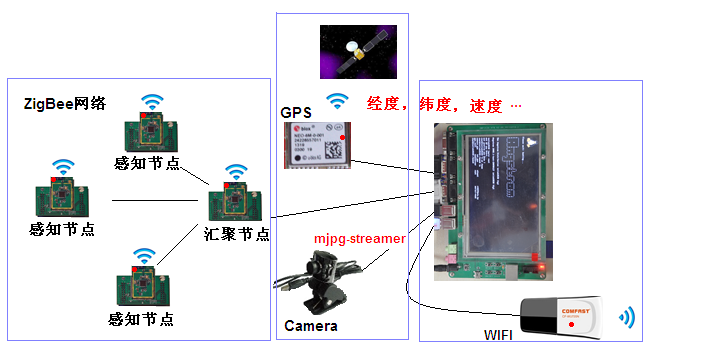 ZigBee网络
感知节点
感知节点
汇聚节点
感知节点
GPS
经度，纬度，速度 ···
mjpg-streamer
Camera
COMFAST
WIFI